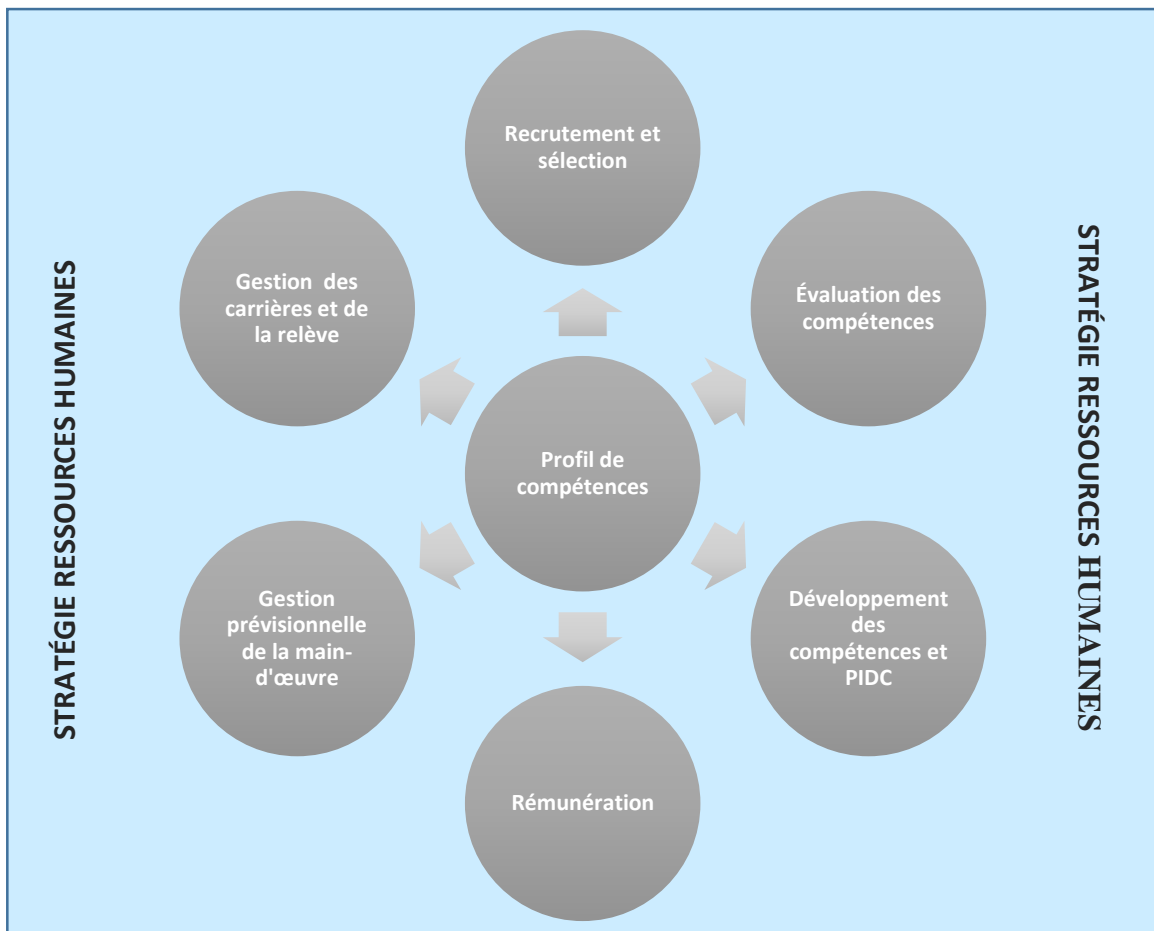 Recrutement et
sélection
Gestion des
carrières et de
la relève
Évaluation des
compétences
STRATÉGIE RESSOURCES HUMAINES
STRATÉGIE RESSOURCES HUMAINES
Profil de
compétences
Gestion
prévisionnelle
de la main-
d'œuvre
Développement
des
compétences et
PIDC
Rémunération